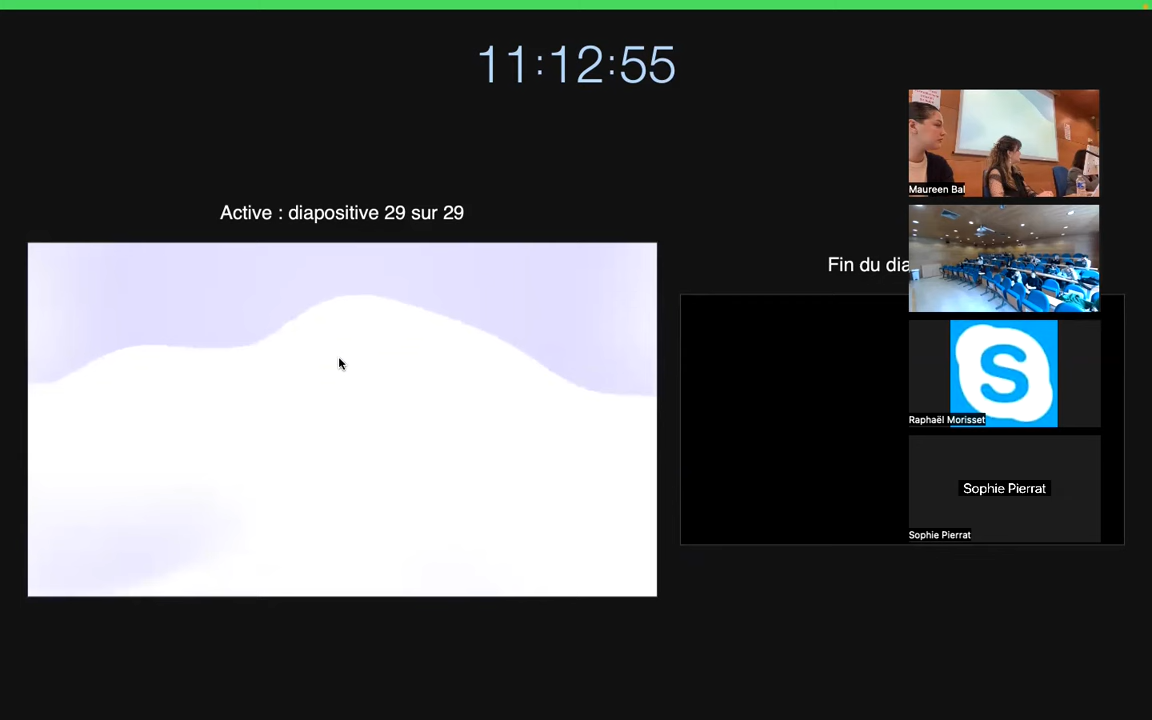 11:12:55
Active : diapositive 29 sur 29
Fin du dia
Maureen Bal
S
Raphaël Morisset
Sophie Pierrat
Sophie Pierrat